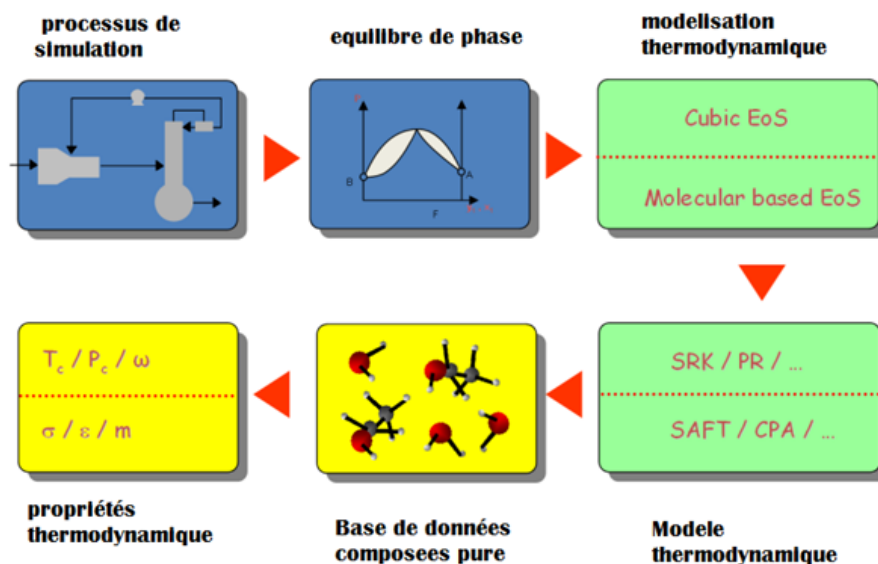 processus de
simulation
equilibre de phase
modelisation
thermodynamique
B
A
F
Cubic EoS
Molecular based EoS
Tc / Pc / ω
σ / ε / m
SRK / PR / ...
SAFT / CPA / ...
propriétés
thermodynamique
Base de données
composees pure
Modele
thermodynamique